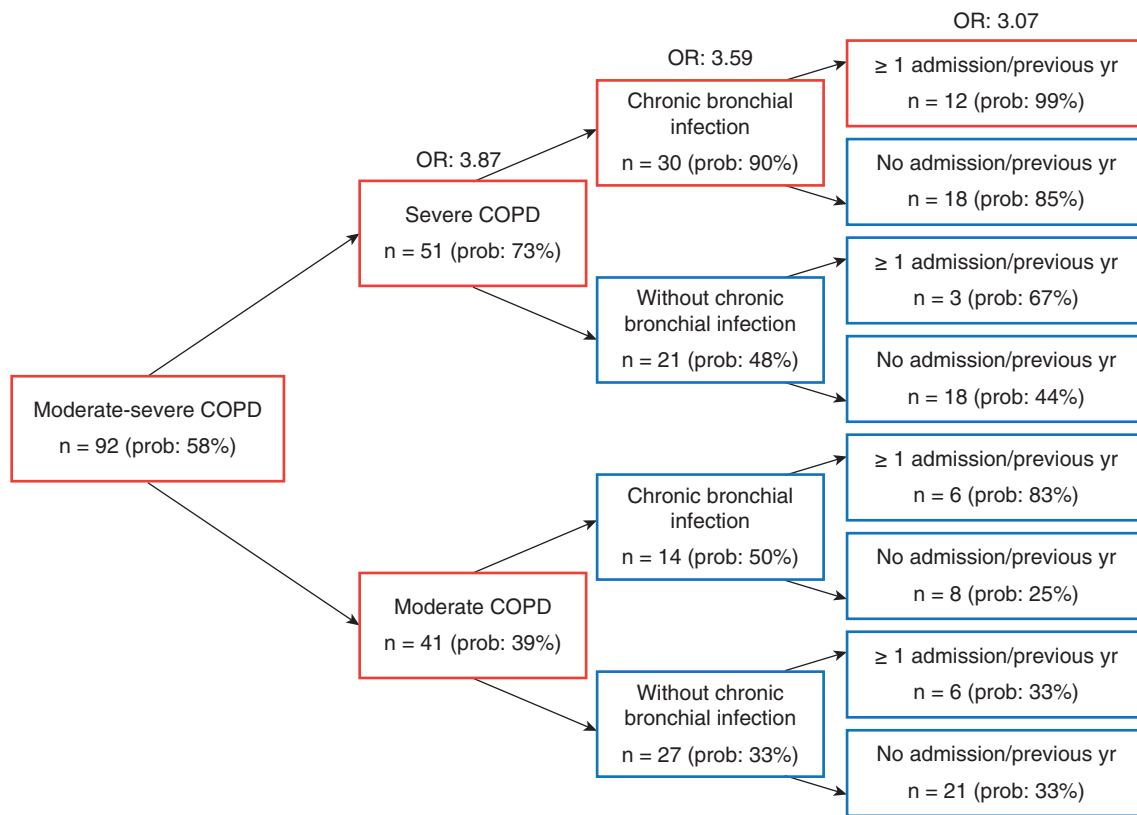 OR: 3.07
OR: 3.59
OR: 3.87
Moderate-severe COPD
n = 92 (prob: 58%)
Severe COPD
n = 51 (prob: 73%)
Moderate COPD
n = 41 (prob: 39%)
Chronic bronchial
infection
n = 30 (prob: 90%)
Without chronic
bronchial infection
n = 21 (prob: 48%)
Chronic bronchial
infection
n = 14 (prob: 50%)
Without chronic
bronchial infection
n = 27 (prob: 33%)
≥ 1 admission/previous yr
n = 12 (prob: 99%)
No admission/previous yr
n = 18 (prob: 85%)
≥ 1 admission/previous yr
n = 3 (prob: 67%)
No admission/previous yr
n = 18 (prob: 44%)
≥ 1 admission/previous yr
n = 6 (prob: 83%)
No admission/previous yr
n = 8 (prob: 25%)
≥ 1 admission/previous yr
n = 6 (prob: 33%)
No admission/previous yr
n = 21 (prob: 33%)